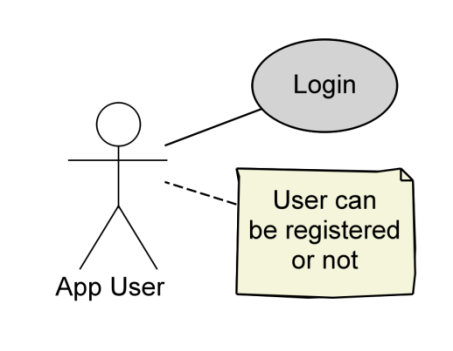 Login
User can
be registered
or not
App User